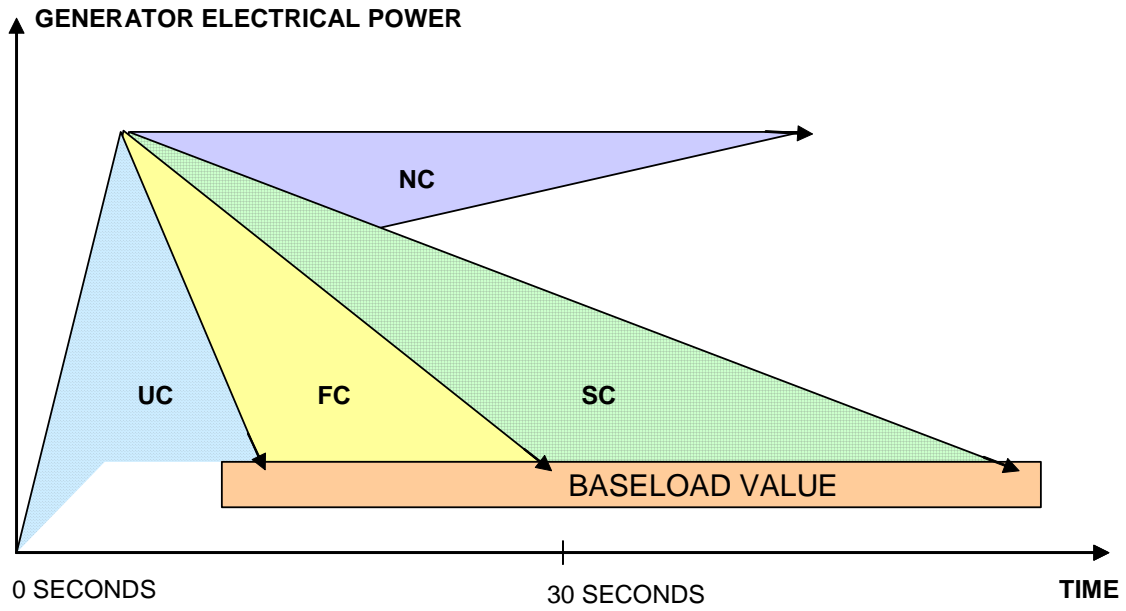 GENERATOR ELECTRICAL POWER
NC
UC
FC
SC
BASELOAD VALUE
0 SECONDS
30 SECONDS
TIME